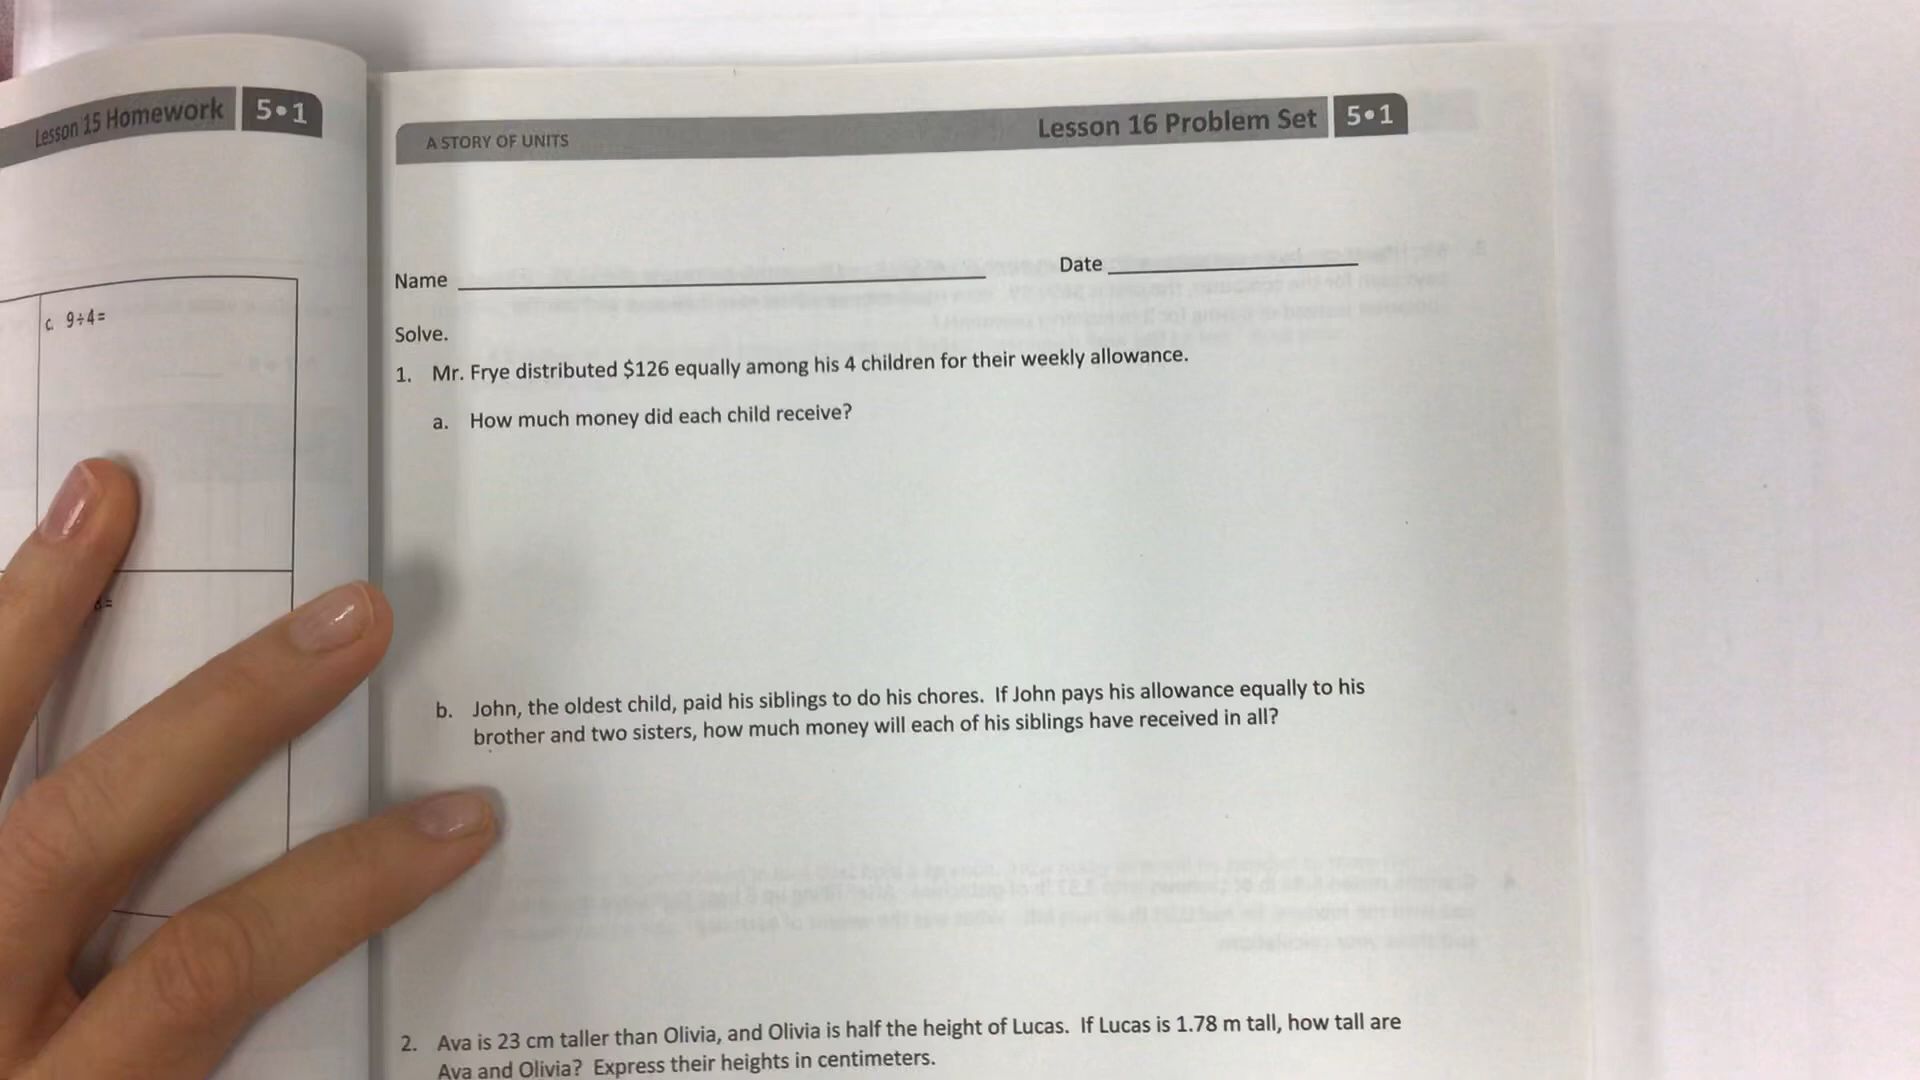 Lesson 15 Homework 5•1
c. 9÷4=
=
A STORY OF UNITS Lesson 16 Problem Set 5•1
Name Date
Solve.
1. Mr. Frye distributed $126 equally among his 4 children for their weekly allowance.
a. How much money did each child receive?
b. John, the oldest child, paid his siblings to do his chores. If John pays his allowance equally to his
brother and two sisters, how much money will each of his siblings have received in all?
2. Ava is 23 cm taller than Olivia, and Olivia is half the height of Lucas. If Lucas is 1.78 m tall, how tall are
Ava and Olivia? Express their heights in centimeters.